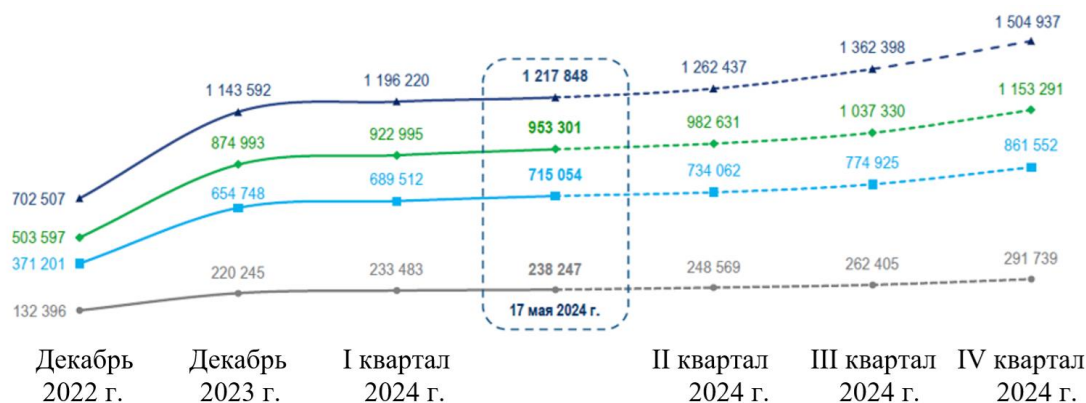 1 504 937
1 362 398
1 262 437
1 217 848
1 196 220
1 143 592
1 153 291
1 037 330
982 631
953 301
922 995
874 993
861 552
774 925
734 062
715 054
689 512
654 748
702 507
503 597
371 201
291 739
262 405
248 569
238 247
233 483
220 245
132 396
17 мая 2024 г.
Декабрь Декабрь I квартал II квартал III квартал IV квартал
2022 г. 2023 г. 2024 г. 2024 г. 2024 г. 2024 г.